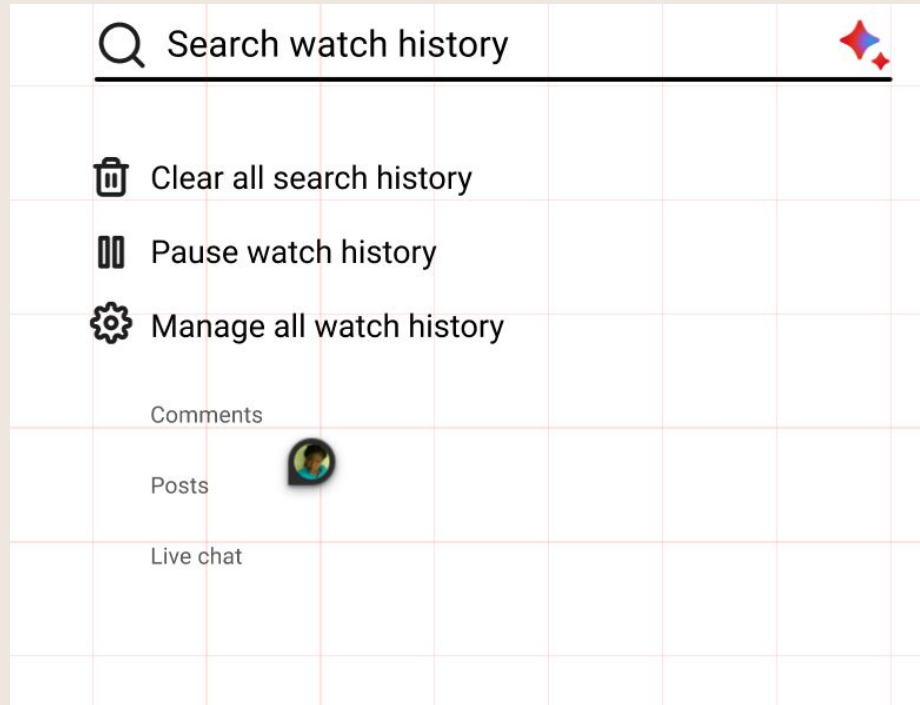 Search watch history
Clear all search history
Pause watch history
Manage all watch history
Comments
Posts
Live chat